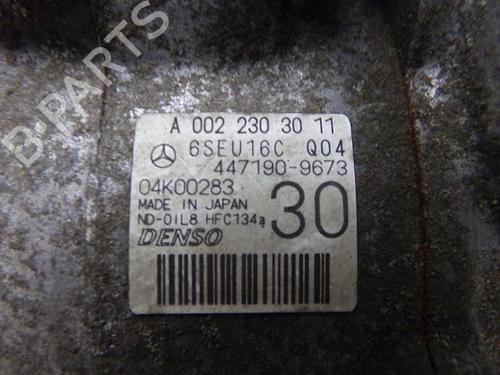 B-PARTS
A 002 230 30 11
6SEU16C Q04
447190-9673
04K00283
MADE IN JAPAN
ND-OIL8 HFC134a
30
DENSO